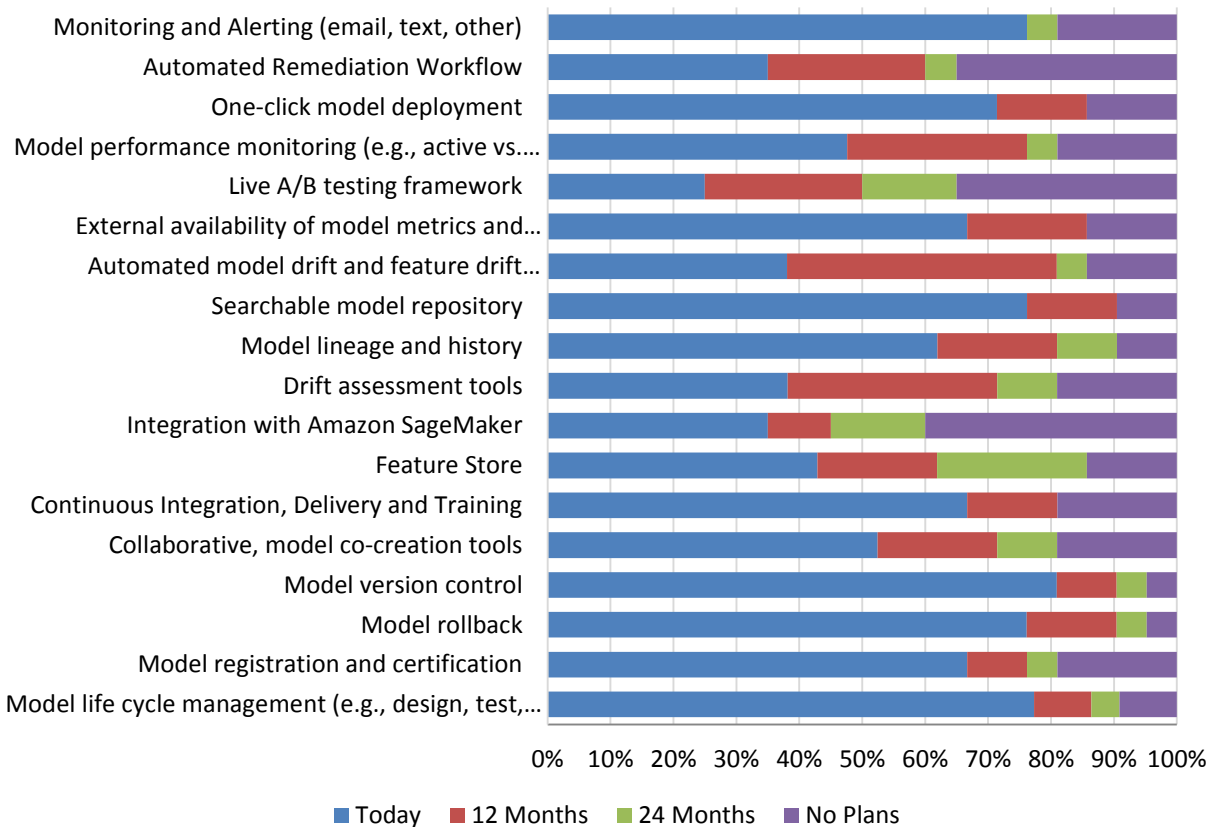 Monitoring and Alerting (email, text, other)
Automated Remediation Workflow
One-click model deployment
Model performance monitoring (e.g., active vs....
Live A/B testing framework
External availability of model metrics and...
Automated model drift and feature drift...
Searchable model repository
Model lineage and history
Drift assessment tools
Integration with Amazon SageMaker
Feature Store
Continuous Integration, Delivery and Training
Collaborative, model co-creation tools
Model version control
Model rollback
Model registration and certification
Model life cycle management (e.g., design, test,...
0% 10% 20% 30% 40% 50% 60% 70% 80% 90% 100%
Today 12 Months 24 Months No Plans